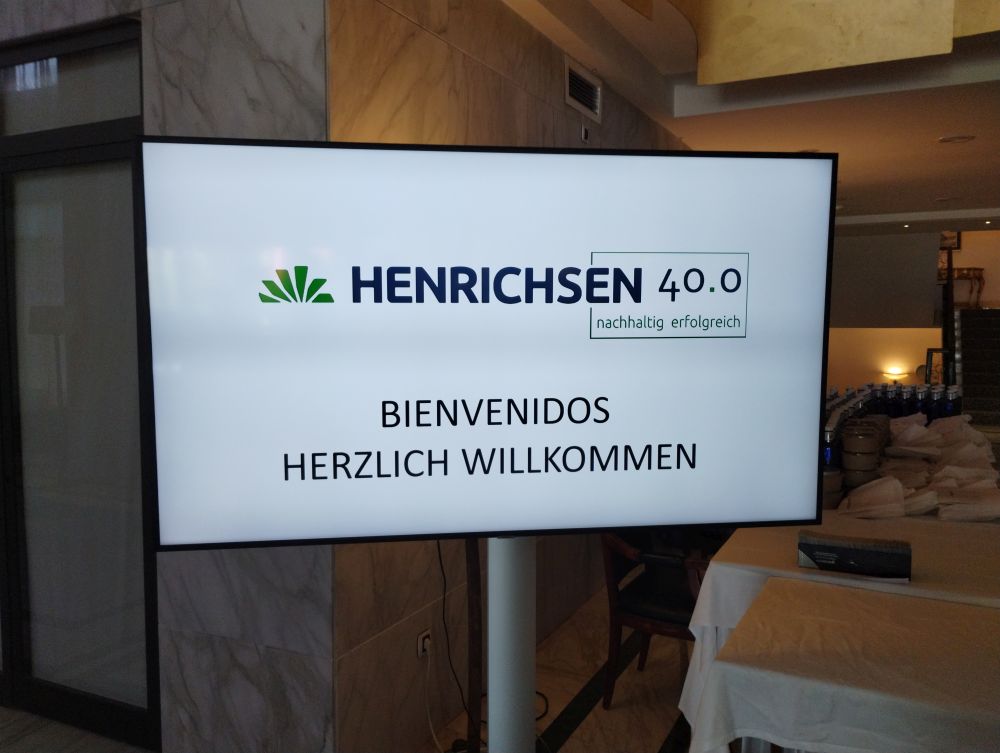 HENRICHSEN 40.0
nachhaltig erfolgreich
BIENVENIDOS
HERZLICH WILLKOMMEN